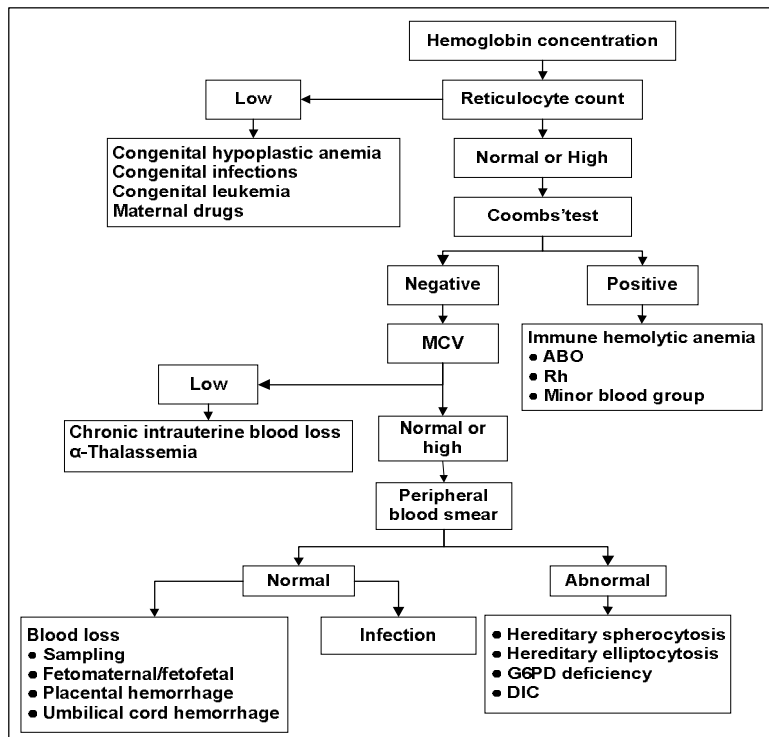 Hemoglobin concentration
Low
Reticulocyte count
Congenital hypoplastic anemia
Congenital infections
Congenital leukemia
Maternal drugs
Normal or High
Coombs'test
Negative
Positive
MCV
Immune hemolytic anemia
● ABO
● Rh
● Minor blood group
Low
Chronic intrauterine blood loss
α-Thalassemia
Normal or
high
Peripheral
blood smear
Normal
Abnormal
Blood loss
● Sampling
● Fetomaternal/fetofetal
● Placental hemorrhage
● Umbilical cord hemorrhage
Infection
● Hereditary spherocytosis
● Hereditary elliptocytosis
● G6PD deficiency
● DIC